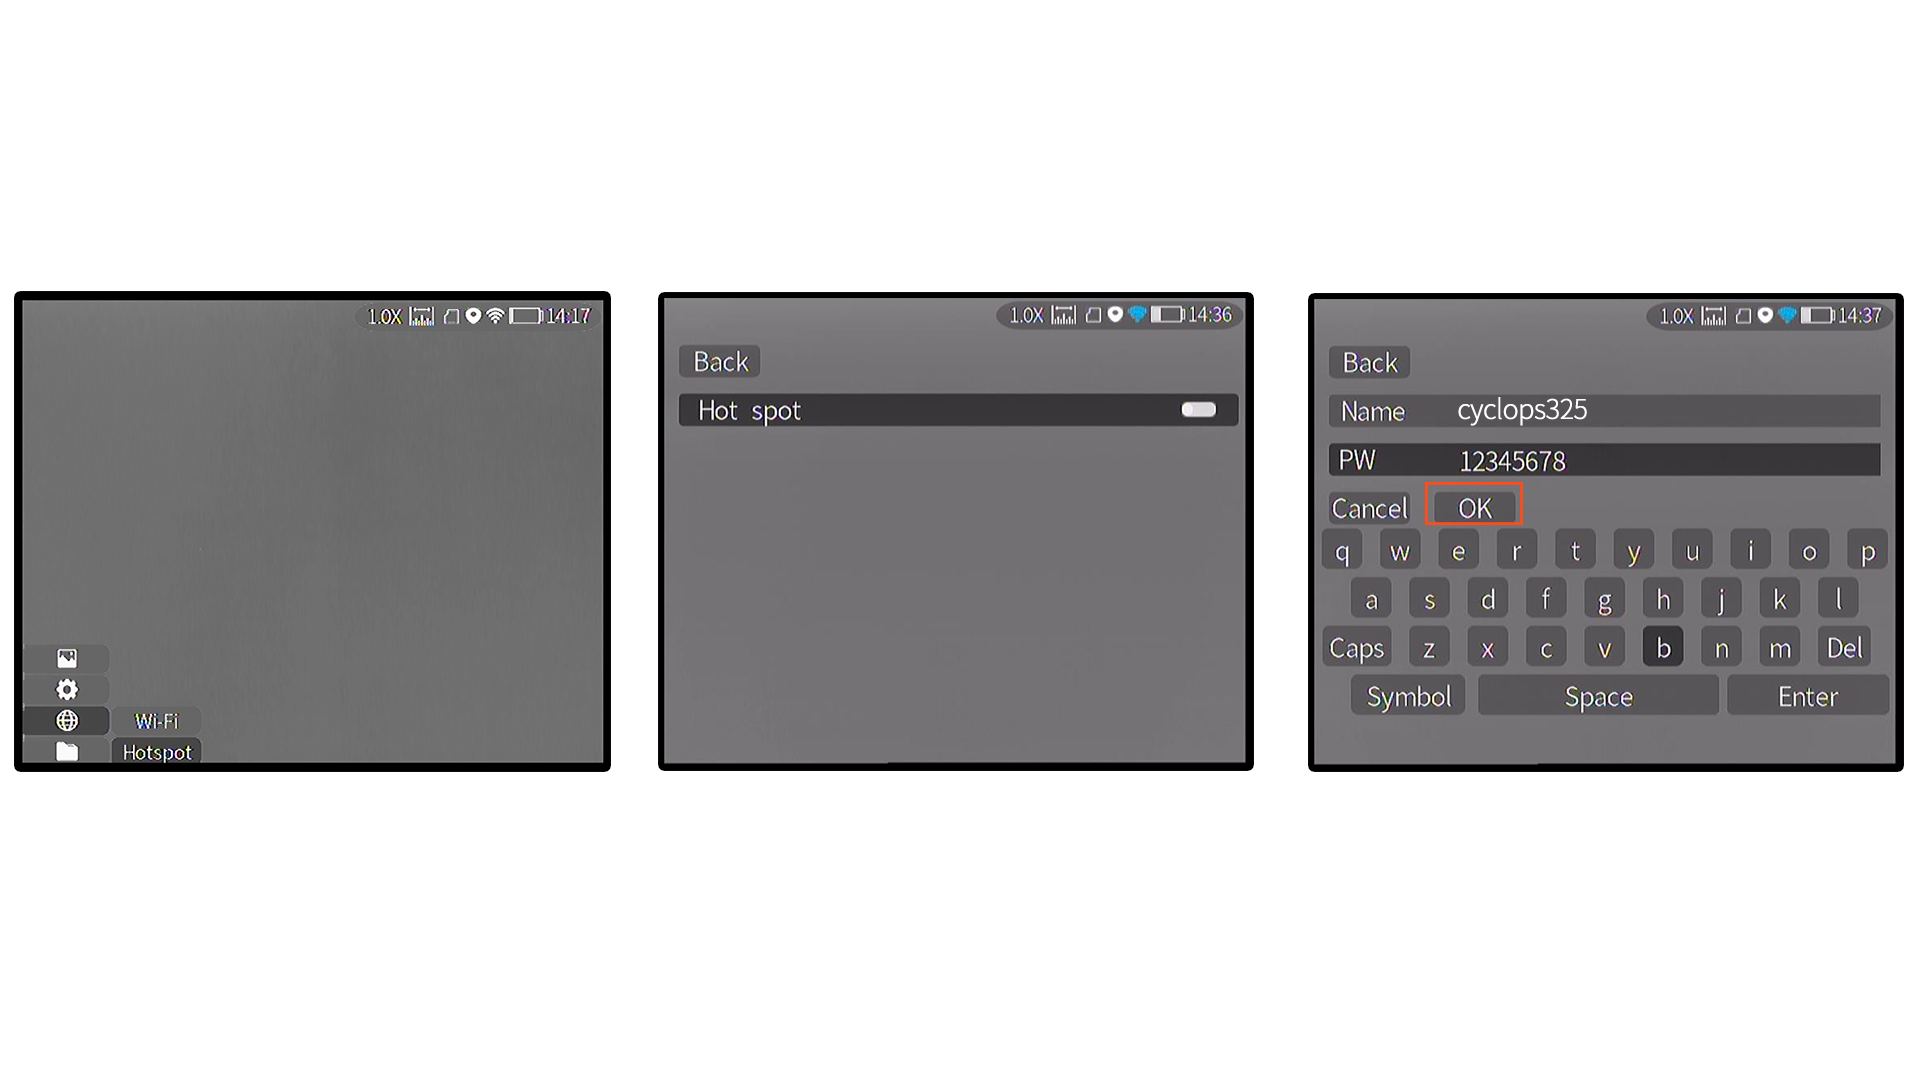 1.0X 14:17
Wi-Fi
Hotspot
1.0X 14:36
Back
Hot spot
1.0X 14:37
Back
Name cyclops325
PW 12345678
Cancel OK
q w e r t y u i o p
a s d f g h j k l
Caps z x c v b n m Del
Symbol Space Enter